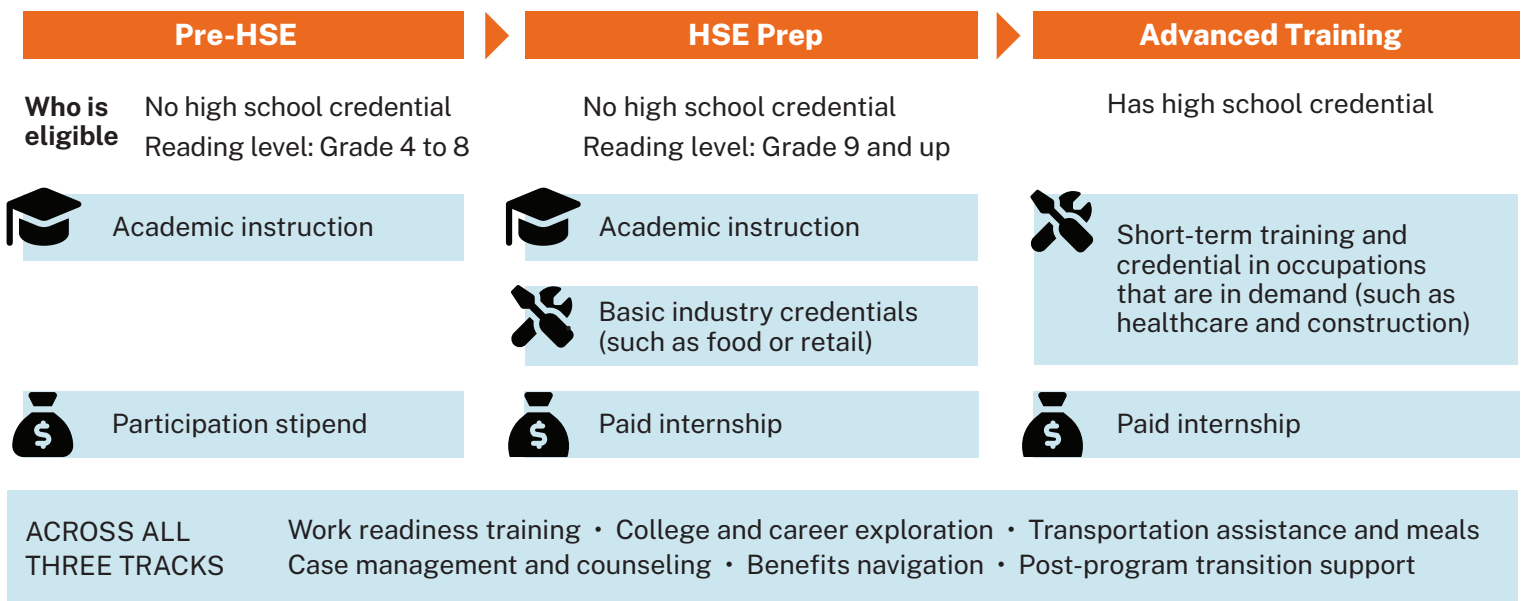 Pre-HSE
HSE Prep
Advanced Training
Who is
eligible
No high school credential
Reading level: Grade 4 to 8
No high school credential
Reading level: Grade 9 and up
Has high school credential
Academic instruction
Academic instruction
Short-term training and
credential in occupations
that are in demand (such as
healthcare and construction)
Basic industry credentials
(such as food or retail)
$ Participation stipend
$ Paid internship
$ Paid internship
ACROSS ALL
THREE TRACKS
Work readiness training • College and career exploration • Transportation assistance and meals
Case management and counseling • Benefits navigation • Post-program transition support